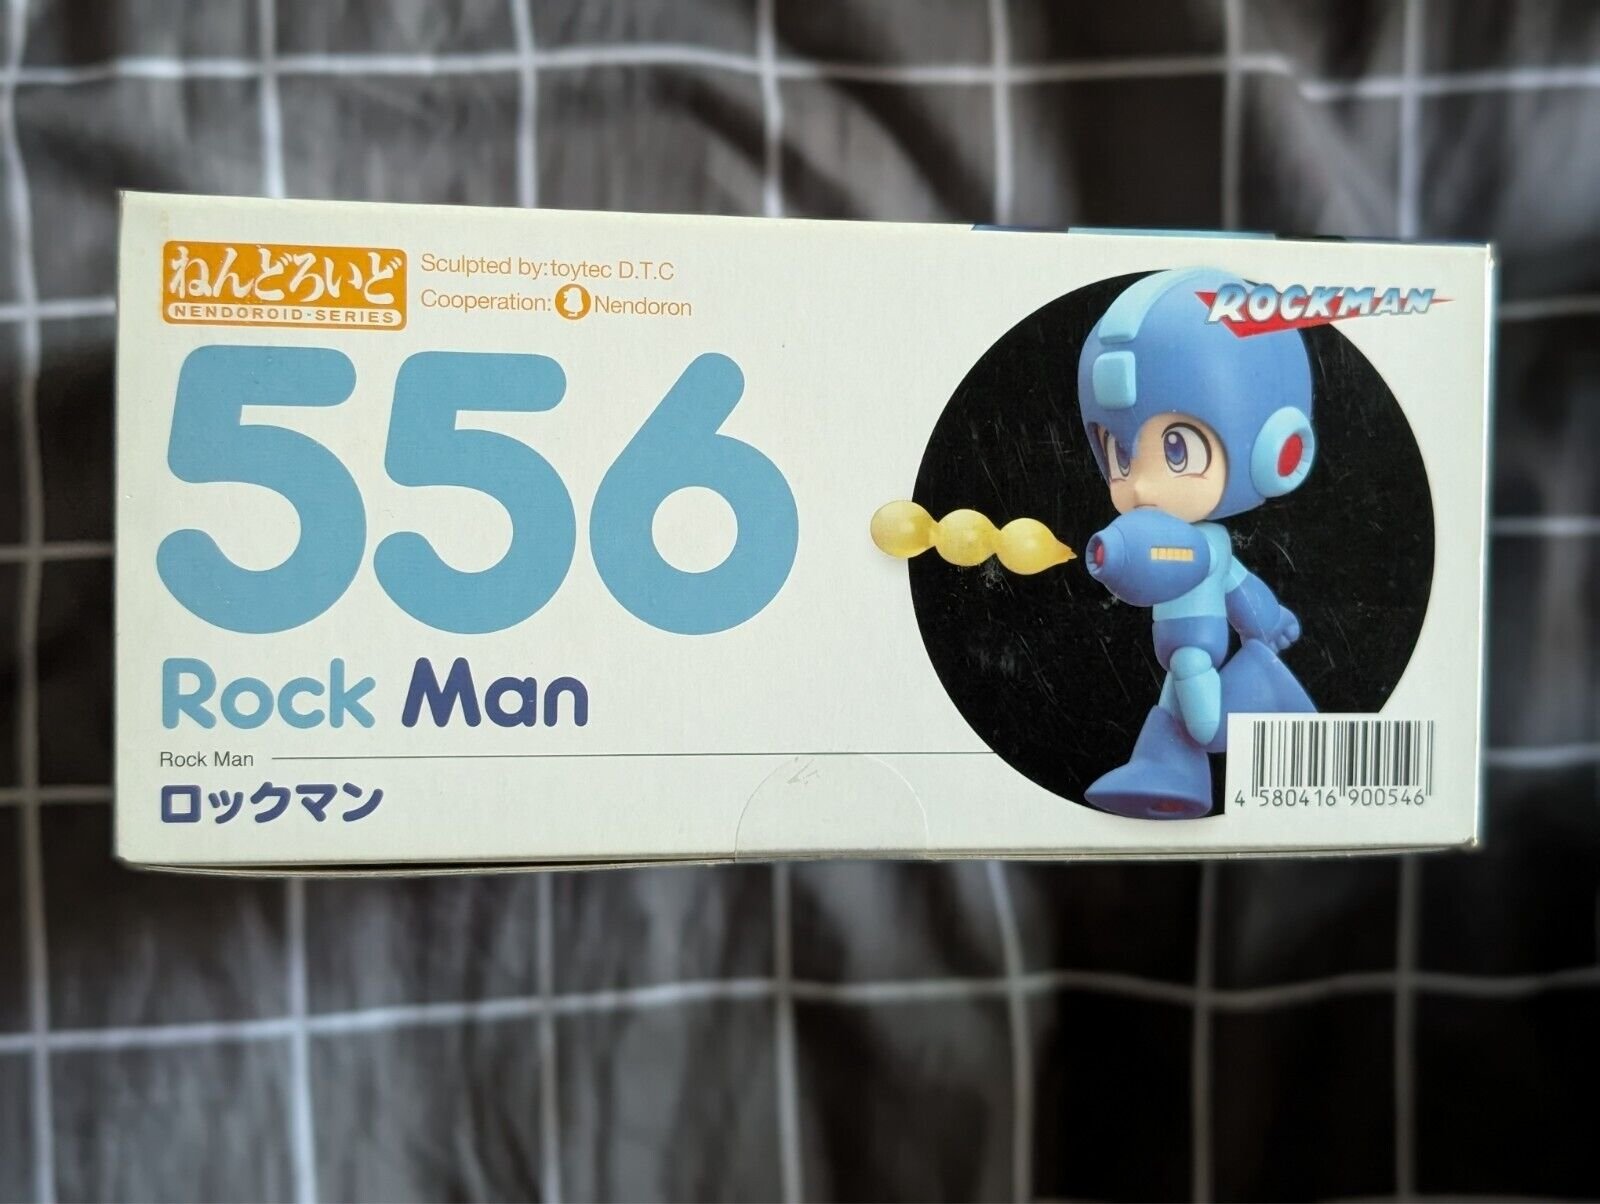 ねんどろいど
NENDOROID-SERIES
Sculpted by: toytec D.T.C
Cooperation: Nendoron
556
Rock Man
Rock Man
ロックマン
ROCKMAN
4 580416 900546